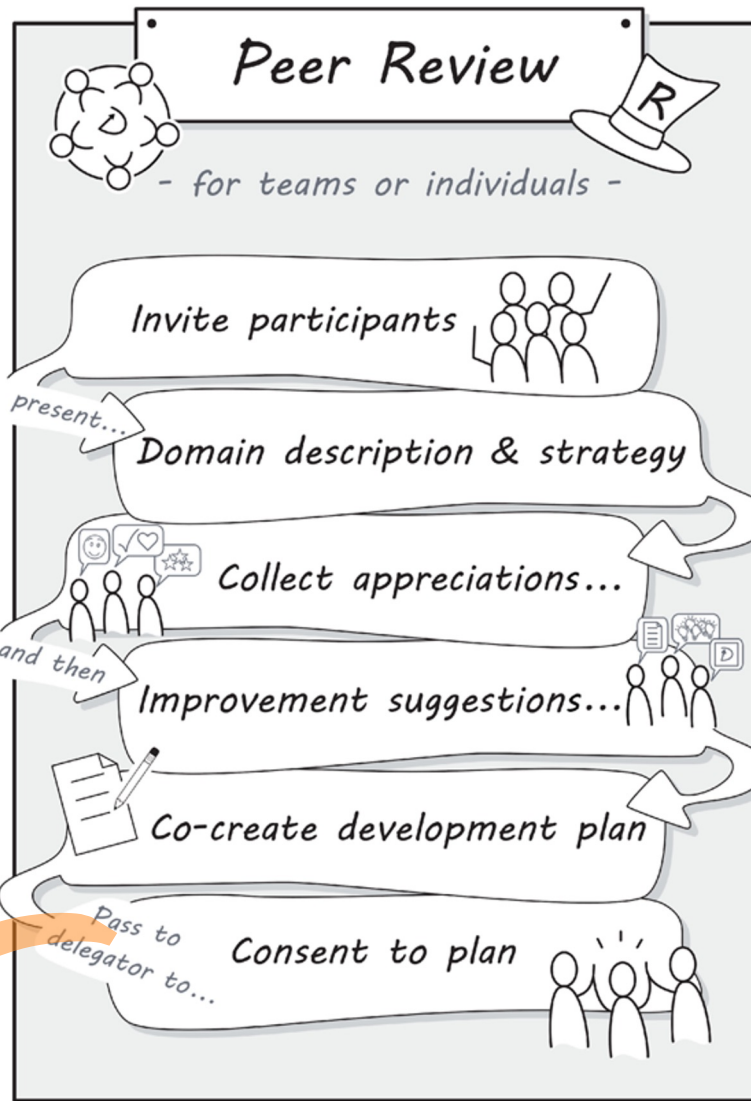 Peer Review
R
- for teams or individuals -
Invite participants
present...
Domain description & strategy
Collect appreciations...
and then
D
Improvement suggestions...
Co-create development plan
Pass to
delegator to...
Consent to plan